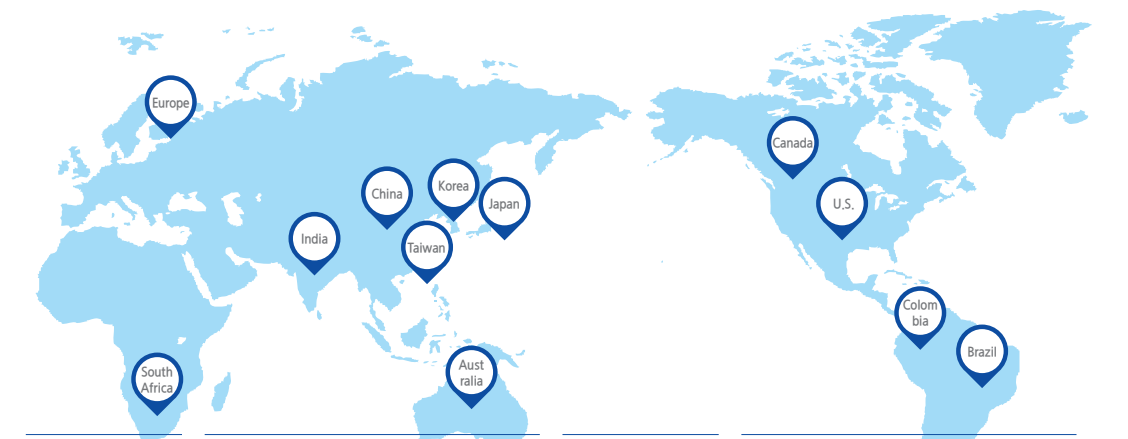 Europe
Canada
Korea
China
Japan
U.S.
India
Taiwan
Colom
bia
Brazil
Aust
ralia
South
Africa